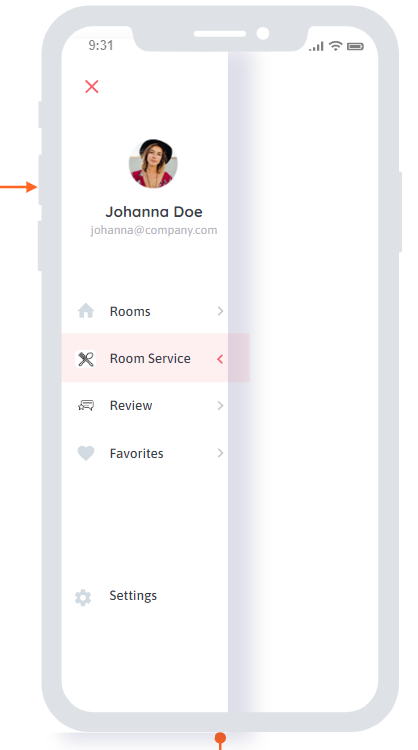 9:31
Johanna Doe
johanna@company.com
Rooms
Room Service
Review
Favorites
Settings